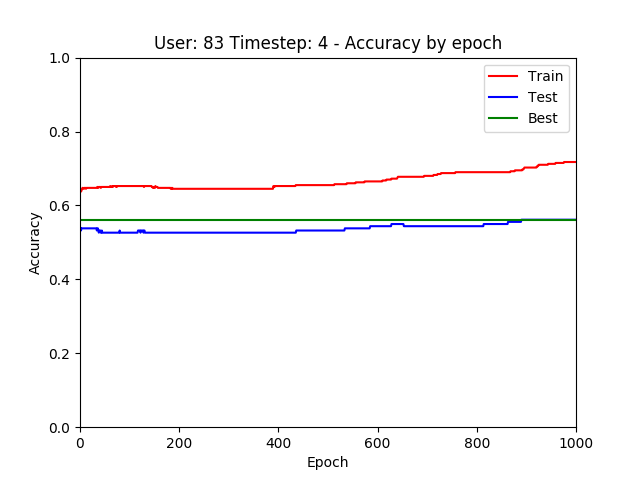 User: 83 Timestep: 4 - Accuracy by epoch
1.0
0.8
0.6
0.4
0.2
0.0
Accuracy
Train
Test
Best
0 200 400 600 800 1000
Epoch